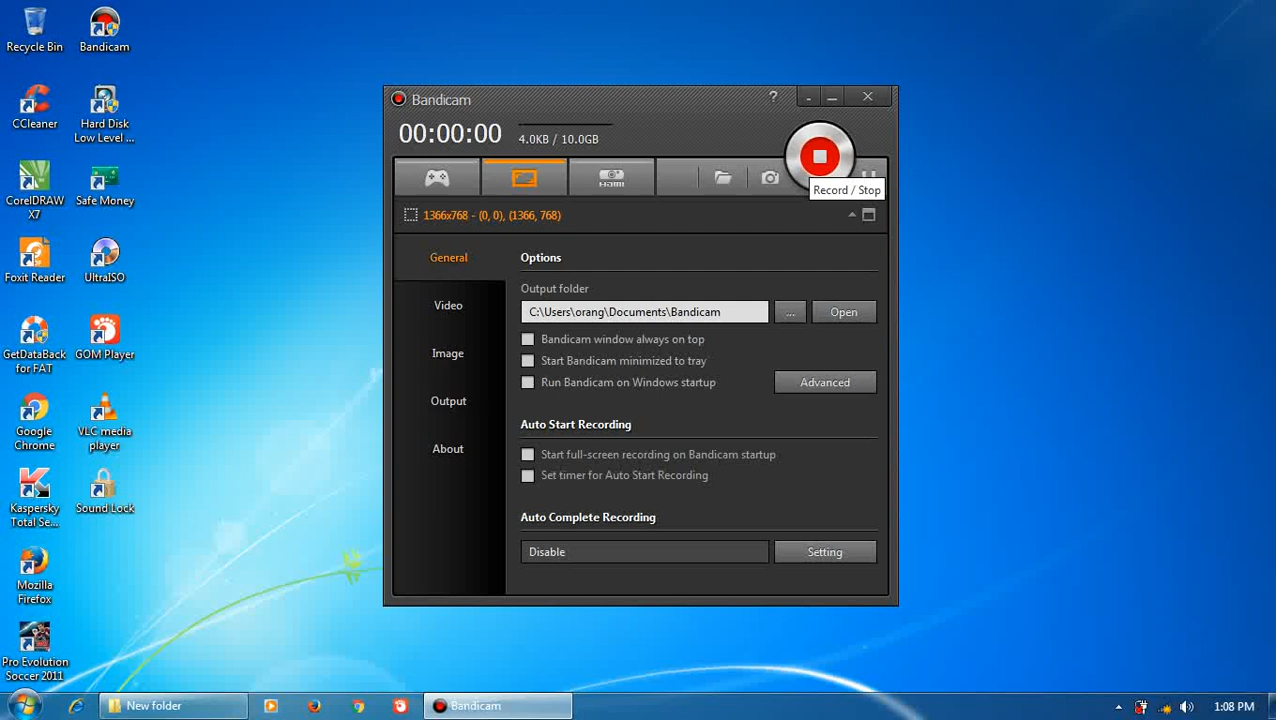 Recycle Bin
Bandicam
CCleaner
Hard Disk
Low Level ...
CorelDRAW
X7
Safe Money
Foxit Reader
UltraISO
GetDataBack
for FAT
GOM Player
Google
Chrome
VLC media
player
Kaspersky
Total Se...
Sound Lock
Mozilla
Firefox
Pro Evolution
Soccer 2011
Bandicam
?
00:00:00
4.0KB / 10.0GB
HDMI
Record / Stop
1366x768 - (0, 0), (1366, 768)
General
Video
Image
Output
About
Options
Output folder
C:\Users\orang\Documents\Bandicam
...
Open
Bandicam window always on top
Start Bandicam minimized to tray
Run Bandicam on Windows startup
Advanced
Auto Start Recording
Start full-screen recording on Bandicam startup
Set timer for Auto Start Recording
Auto Complete Recording
Disable
Setting
New folder
Bandicam
1:08 PM